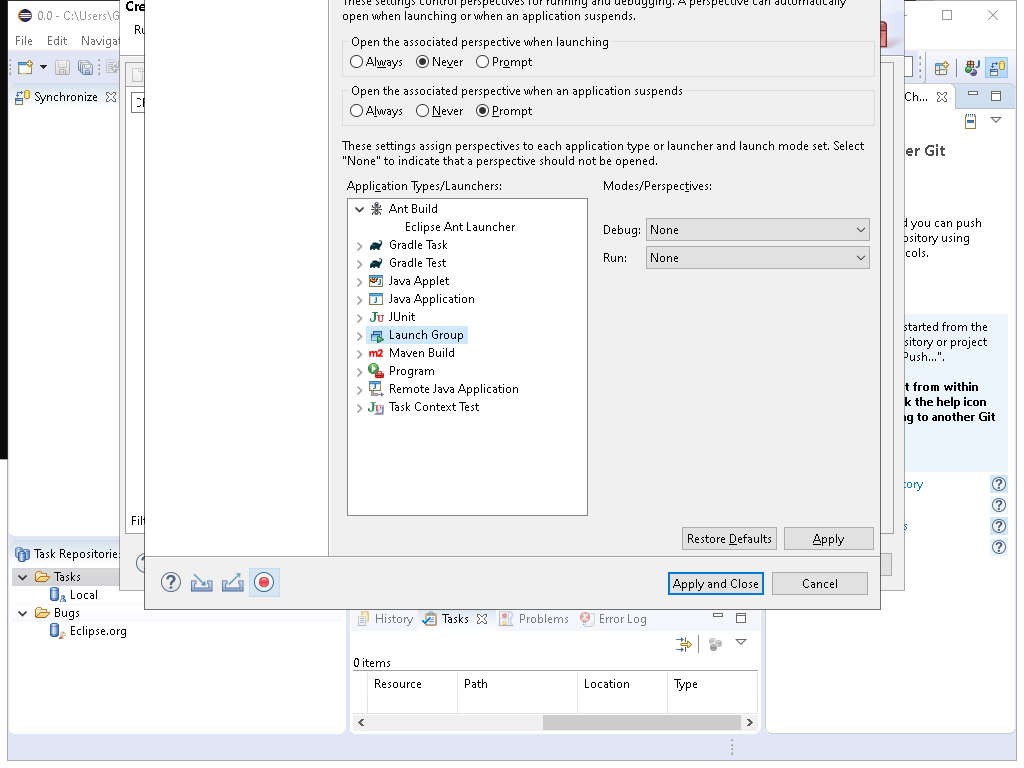 These settings control perspectives for running and debugging. A perspective can automatically
open when launching or when an application suspends.
Open the associated perspective when launching
Always Never Prompt
Open the associated perspective when an application suspends
Always Never Prompt
These settings assign perspectives to each application type or launcher and launch mode set. Select
"None" to indicate that a perspective should not be opened.
Application Types/Launchers:
Modes/Perspectives:
Ant Build
Eclipse Ant Launcher
Gradle Task
Gradle Test
Java Applet
Java Application
JUnit
Launch Group
Maven Build
Program
Remote Java Application
Task Context Test
Debug: None
Run: None
Restore Defaults
Apply
Apply and Close
Cancel
Cre
Ru
Filt
0.0 - C:\Users\G
File Edit Navigat
Synchronize
Ch...
er Git
d you can push
ository using
cols.
started from the
sitory or project
Push...".
t from within
k the help icon
g to another Git
tory
s
Task Repositories
Tasks
Local
Bugs
Eclipse.org
History Tasks Problems Error Log
0 items
Resource Path Location Type